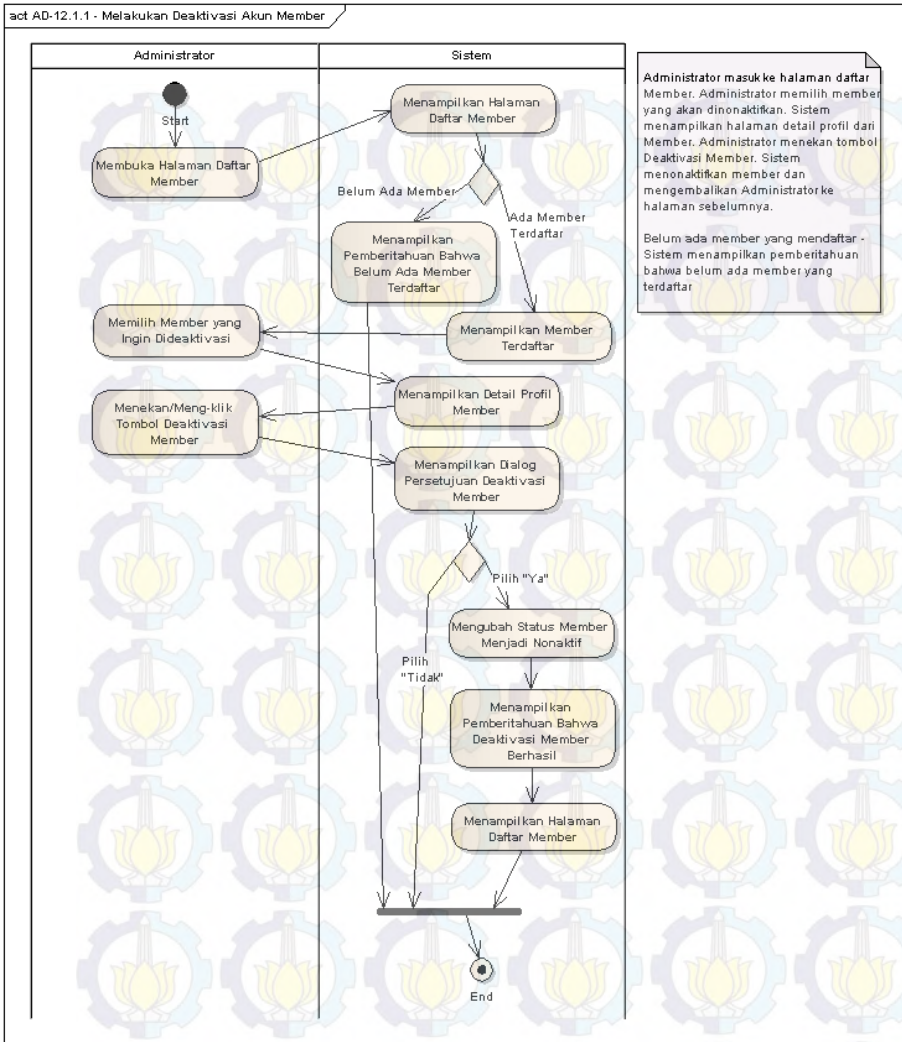 act AD-12.1.1 - Melakukan Deaktivasi Akun Member
Administrator
Sistem
Start
Membuka Halaman Daftar
Member
Menampilkan Halaman
Daftar Member
Belum Ada Member
Ada Member
Terdaftar
Menampilkan
Pemberitahuan Bahwa
Belum Ada Member
Terdaftar
Memilih Member yang
Ingin Dideaktivasi
Menampilkan Member
Terdaftar
Menampilkan Detail Profil
Member
Menekan/Meng-klik
Tombol Deaktivasi
Member
Menampilkan Dialog
Persetujuan Deaktivasi
Member
Pilih "Ya"
Mengubah Status Member
Menjadi Nonaktif
Pilih
"Tidak"
Menampilkan
Pemberitahuan Bahwa
Deaktivasi Member
Berhasil
Menampilkan Halaman
Daftar Member
End
Administrator masuk ke halaman daftar
Member. Administrator memilih member
yang akan dinonaktifkan. Sistem
menampilkan halaman detail profil dari
Member. Administrator menekan tombol
Deaktivasi Member. Sistem
menonaktifkan member dan
mengembalikan Administrator ke
halaman sebelumnya.
Belum ada member yang mendaftar -
Sistem menampilkan pemberitahuan
bahwa belum ada member yang
terdaftar